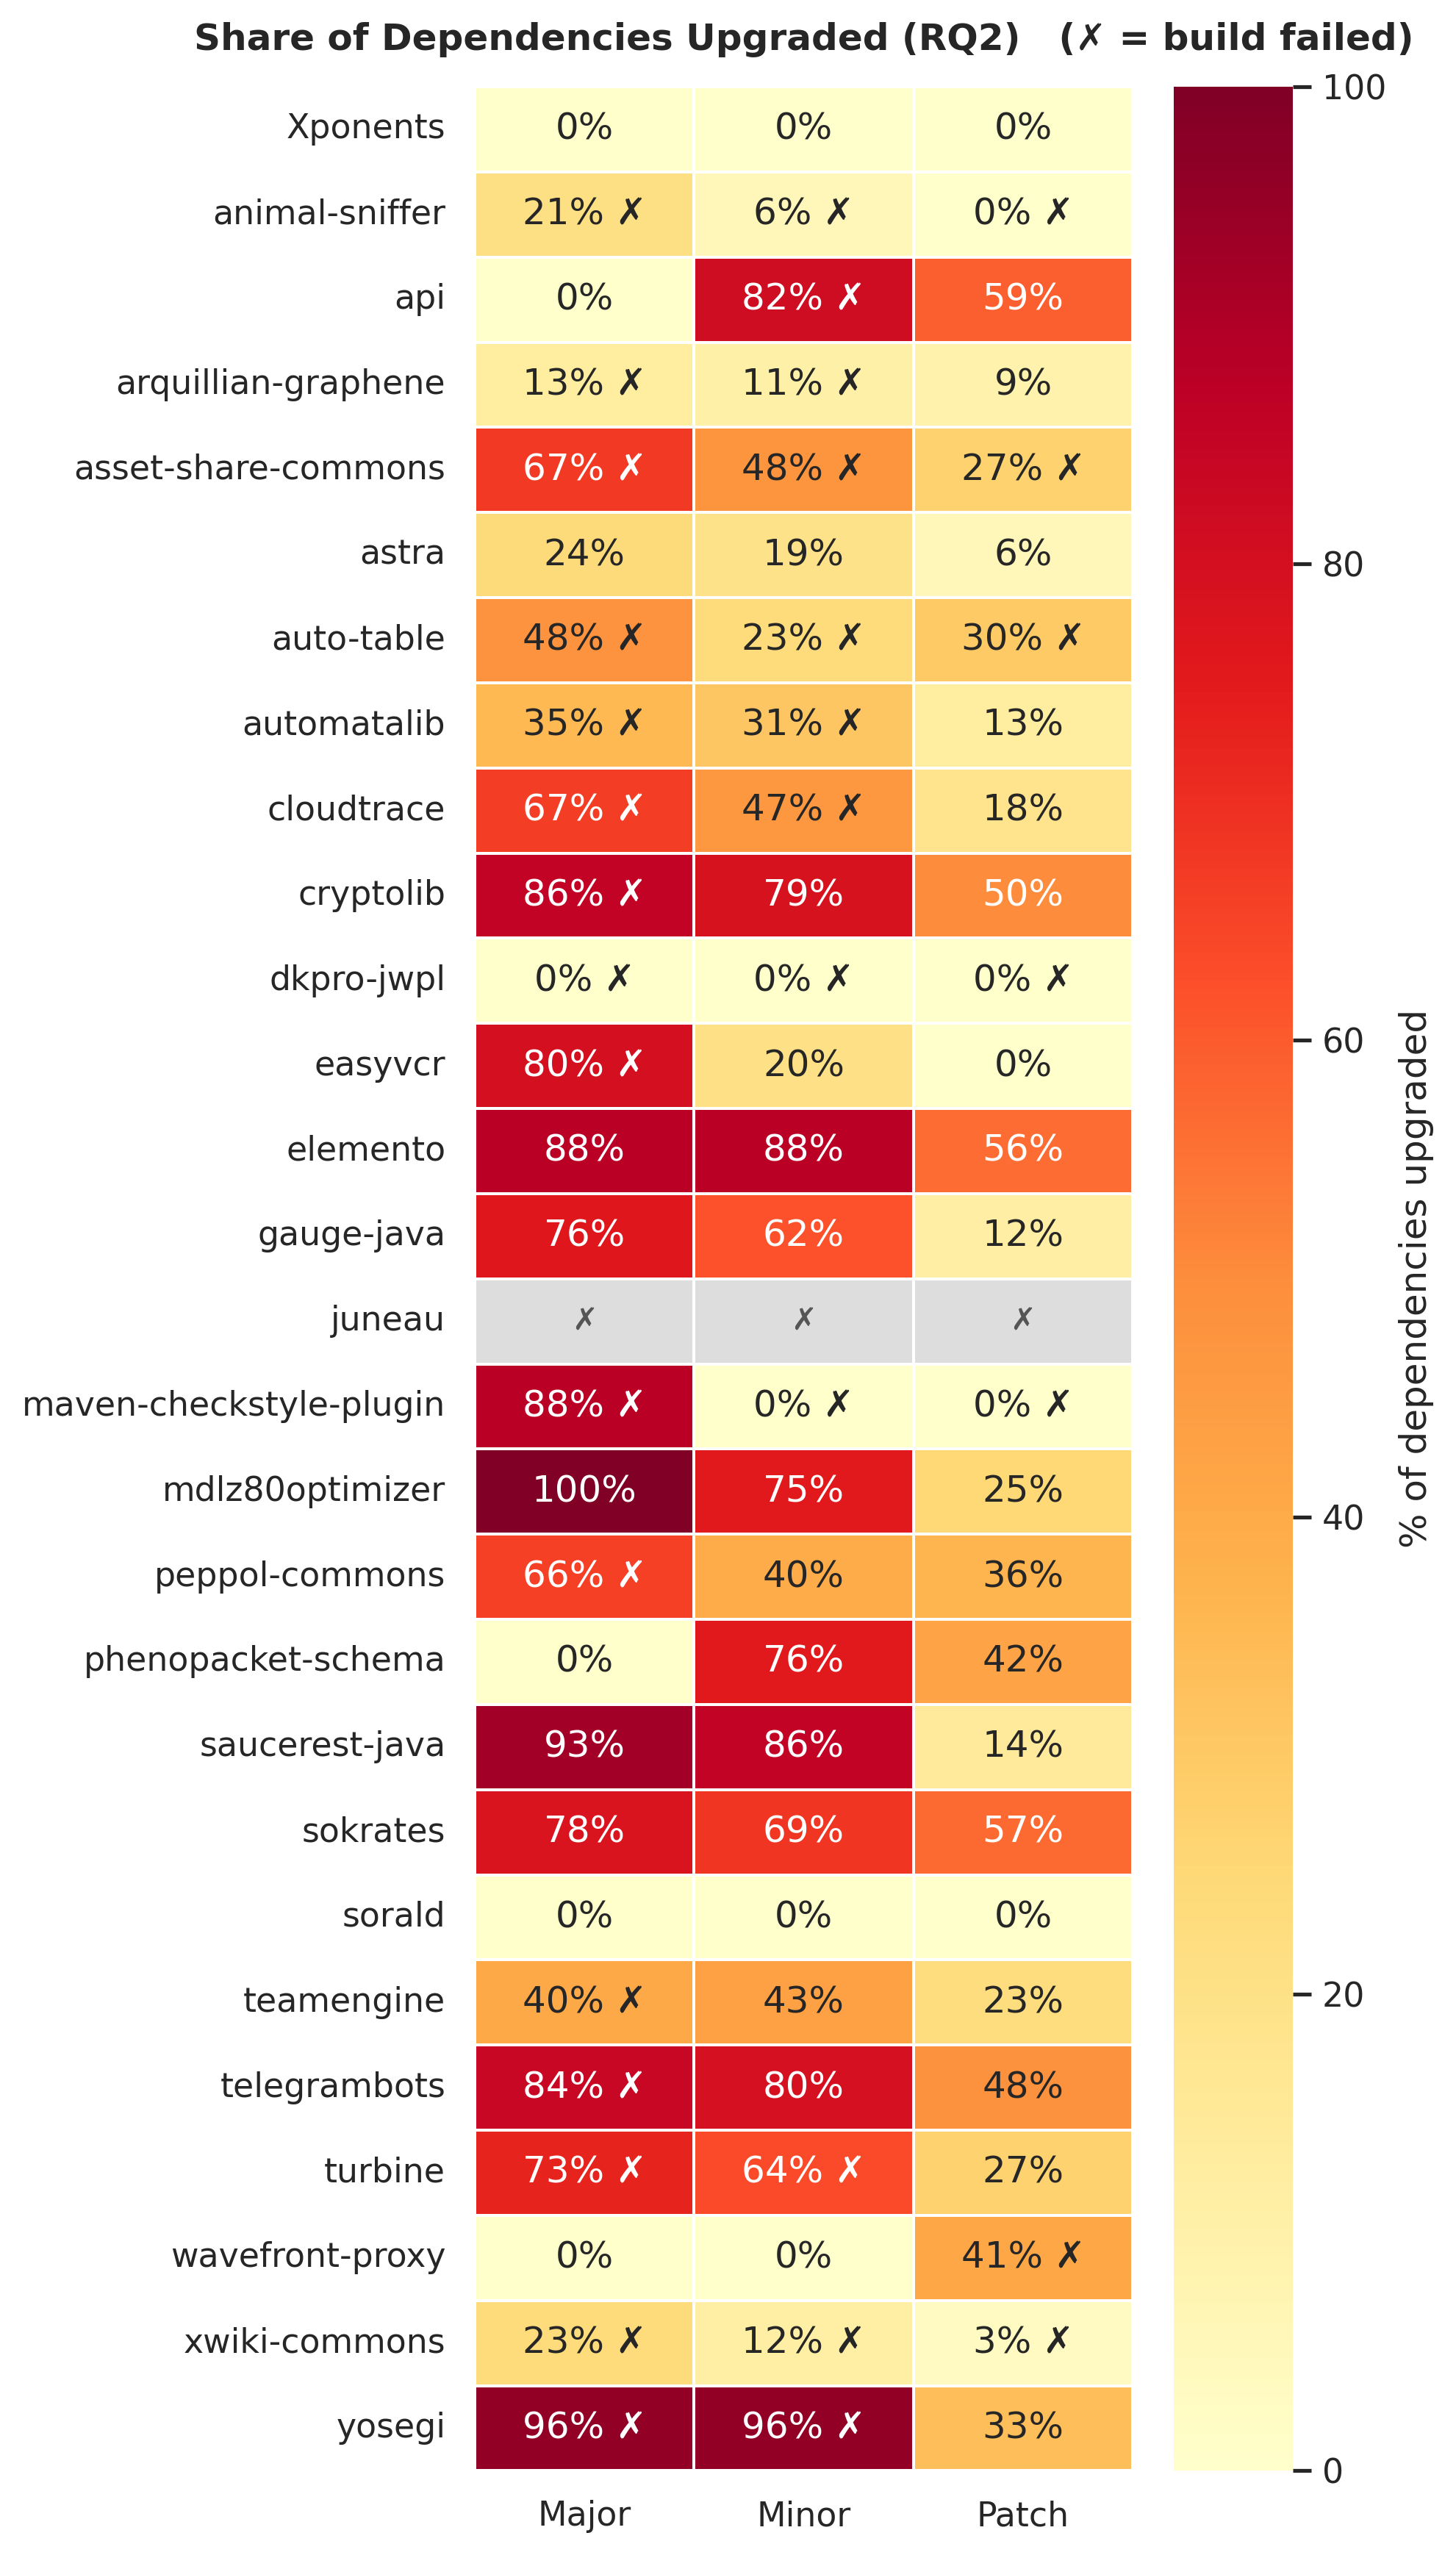 Share of Dependencies Upgraded (RQ2) (✗ = build failed)
Xponents 0% 0% 0%
animal-sniffer 21% ✗ 6% ✗ 0% ✗
api 0% 82% ✗ 59%
arquillian-graphene 13% ✗ 11% ✗ 9%
asset-share-commons 67% ✗ 48% ✗ 27% ✗
astra 24% 19% 6%
auto-table 48% ✗ 23% ✗ 30% ✗
automatalib 35% ✗ 31% ✗ 13%
cloudtrace 67% ✗ 47% ✗ 18%
cryptolib 86% ✗ 79% 50%
dkpro-jwpl 0% ✗ 0% ✗ 0% ✗
easyvcr 80% ✗ 20% 0%
elemento 88% 88% 56%
gauge-java 76% 62% 12%
juneau ✗ ✗ ✗
maven-checkstyle-plugin 88% ✗ 0% ✗ 0% ✗
mdlz80optimizer 100% 75% 25%
peppol-commons 66% ✗ 40% 36%
phenopacket-schema 0% 76% 42%
saucerest-java 93% 86% 14%
sokrates 78% 69% 57%
sorald 0% 0% 0%
teamengine 40% ✗ 43% 23%
telegrambots 84% ✗ 80% 48%
turbine 73% ✗ 64% ✗ 27%
wavefront-proxy 0% 0% 41% ✗
xwiki-commons 23% ✗ 12% ✗ 3% ✗
yosegi 96% ✗ 96% ✗ 33%
Major Minor Patch
100
80
60
40
20
0
% of dependencies upgraded